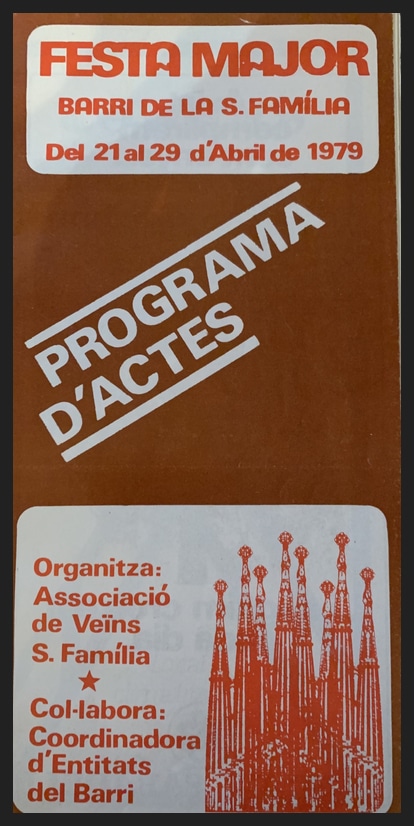 FESTA MAJOR
BARRI DE LA S. FAMÍLIA
Del 21 al 29 d'Abril de 1979
PROGRAMA
D'ACTES
Organitza:
Associació
de Veïns
S. Família
Col·labora:
Coordinadora
d'Entitats
del Barri